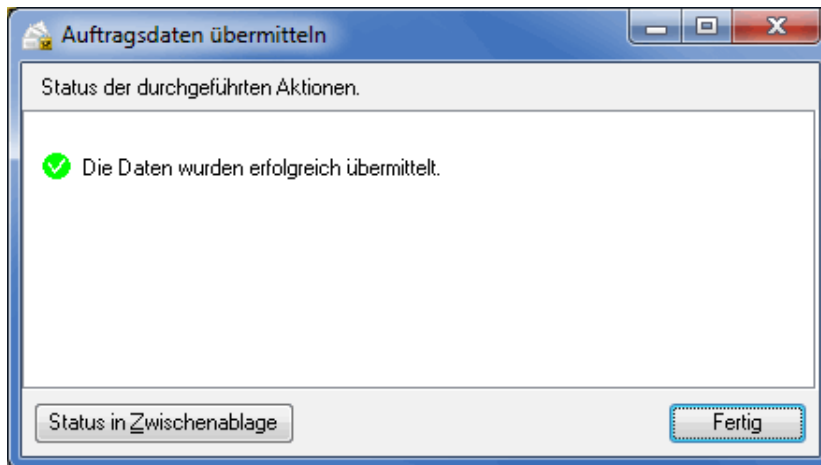 Auftragsdaten übermitteln
Status der durchgeführten Aktionen.
Die Daten wurden erfolgreich übermittelt.
Status in Zwischenablage
Fertig